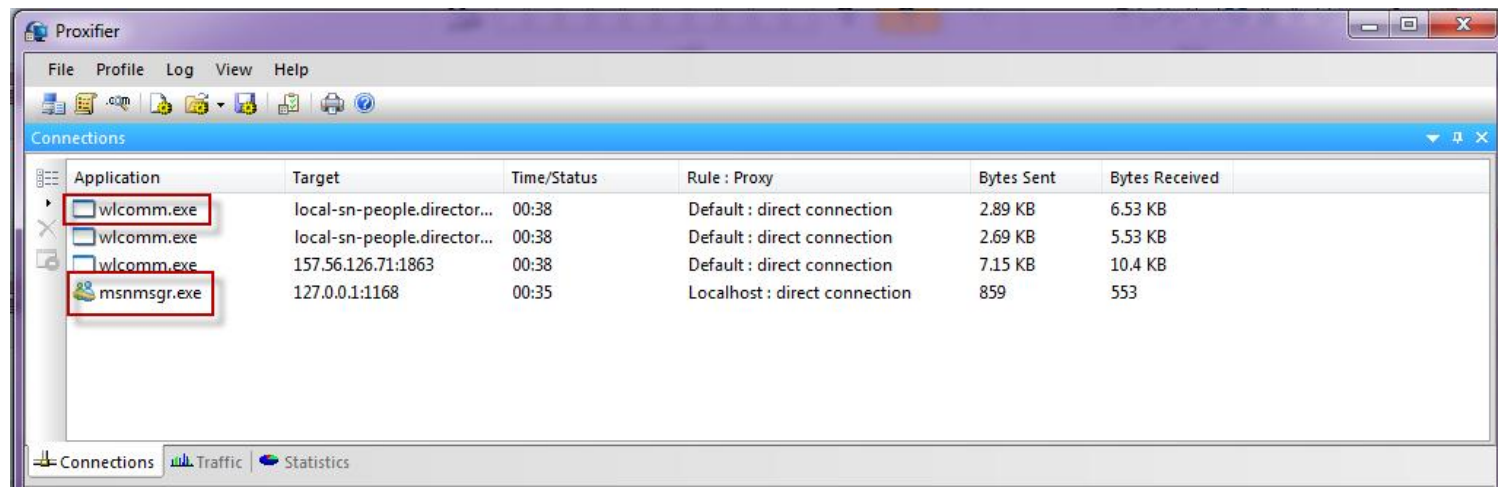 Proxifier
File Profile Log View Help
Connections
Application Target Time/Status Rule : Proxy Bytes Sent Bytes Received
wlcomm.exe local-sn-people.director... 00:38 Default : direct connection 2.89 KB 6.53 KB
wlcomm.exe local-sn-people.director... 00:38 Default : direct connection 2.69 KB 5.53 KB
wlcomm.exe 157.56.126.71:1863 00:38 Default : direct connection 7.15 KB 10.4 KB
msnmsgr.exe 127.0.0.1:1168 00:35 Localhost : direct connection 859 553
Connections Traffic Statistics